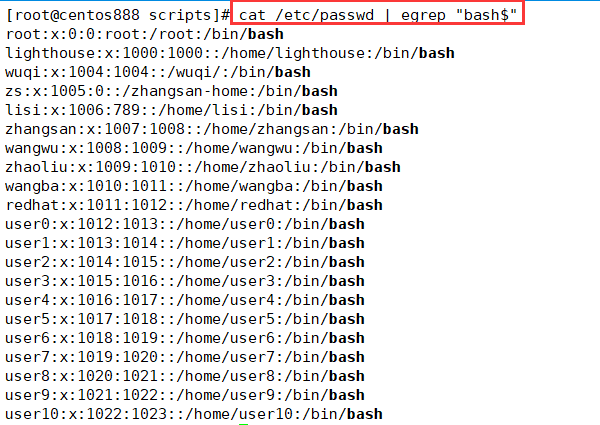 [root@centos888 scripts]# cat /etc/passwd | egrep "bash$"
root:x:0:0:root:/root:/bin/bash
lighthouse:x:1000:1000::/home/lighthouse:/bin/bash
wuqi:x:1004:1004::/wuqi/:/bin/bash
zs:x:1005:0::/zhangsan-home:/bin/bash
lisi:x:1006:789::/home/lisi:/bin/bash
zhangsan:x:1007:1008::/home/zhangsan:/bin/bash
wangwu:x:1008:1009::/home/wangwu:/bin/bash
zhaoliu:x:1009:1010::/home/zhaoliu:/bin/bash
wangba:x:1010:1011::/home/wangba:/bin/bash
redhat:x:1011:1012::/home/redhat:/bin/bash
user0:x:1012:1013::/home/user0:/bin/bash
user1:x:1013:1014::/home/user1:/bin/bash
user2:x:1014:1015::/home/user2:/bin/bash
user3:x:1015:1016::/home/user3:/bin/bash
user4:x:1016:1017::/home/user4:/bin/bash
user5:x:1017:1018::/home/user5:/bin/bash
user6:x:1018:1019::/home/user6:/bin/bash
user7:x:1019:1020::/home/user7:/bin/bash
user8:x:1020:1021::/home/user8:/bin/bash
user9:x:1021:1022::/home/user9:/bin/bash
user10:x:1022:1023::/home/user10:/bin/bash